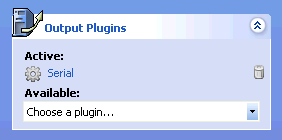 Output Plugins
Active:
Serial
Available:
Choose a plugin...